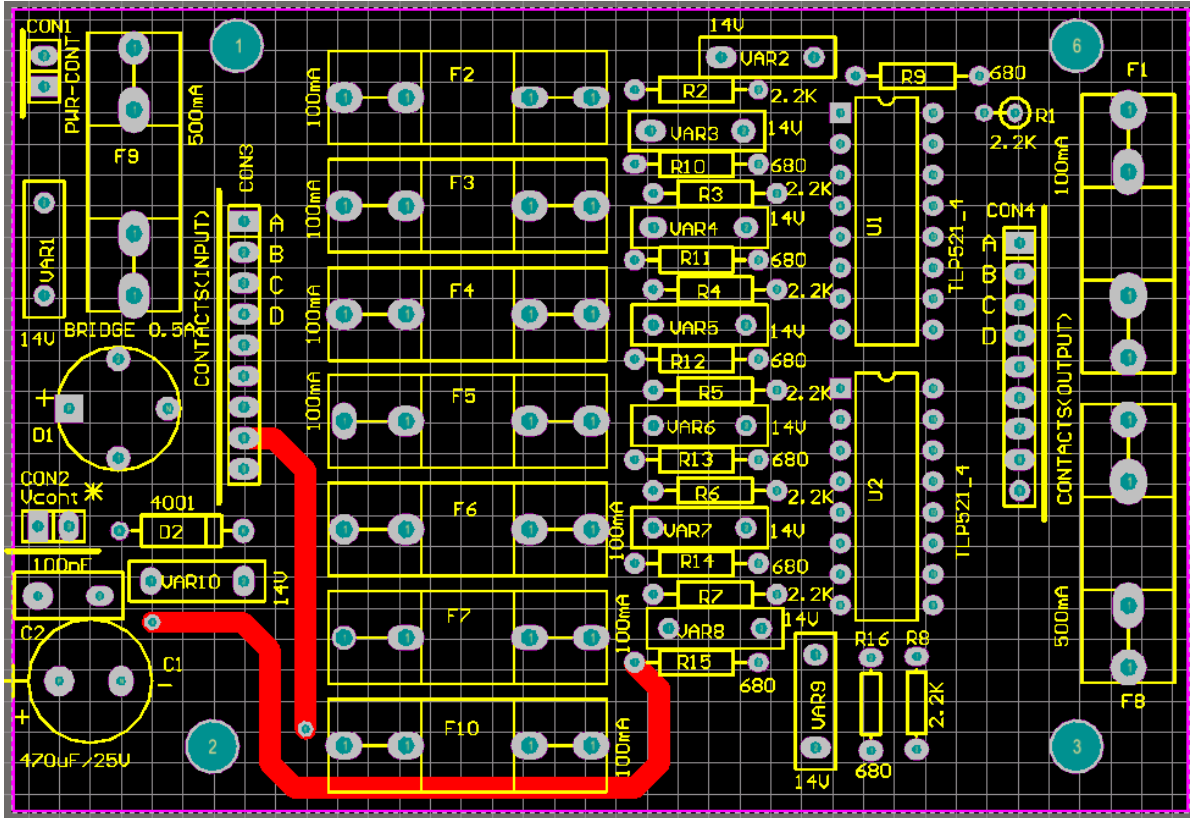 CON1
PWR-CONT
F9
500mA
1
CON3
CONTACTS(INPUT)
A
B
C
D
VAR1
14V
BRIDGE 0.5A
+
D1
CON2
Vcont *
4001
D2
100nF
C2
VAR10
14V
C1
+
-
470uF/25V
2
F2
100mA
F3
100mA
F4
100mA
F5
100mA
F6
100mA
F7
100mA
F10
100mA
14V
VAR2
R2
2.2K
VAR3
14V
R10
680
R3
2.2K
VAR4
14V
R11
680
R4
2.2K
VAR5
14V
R12
680
R5
2.2K
VAR6
14V
R13
680
R6
2.2K
VAR7
14V
R14
680
R7
2.2K
VAR8
14V
R15
680
R9
680
R1
2.2K
U1
TLP521_4
U2
TLP521_4
VAR9
14V
R16
680
R8
2.2K
6
F1
100mA
CON4
CONTACTS(OUTPUT)
A
B
C
D
500mA
F8
3